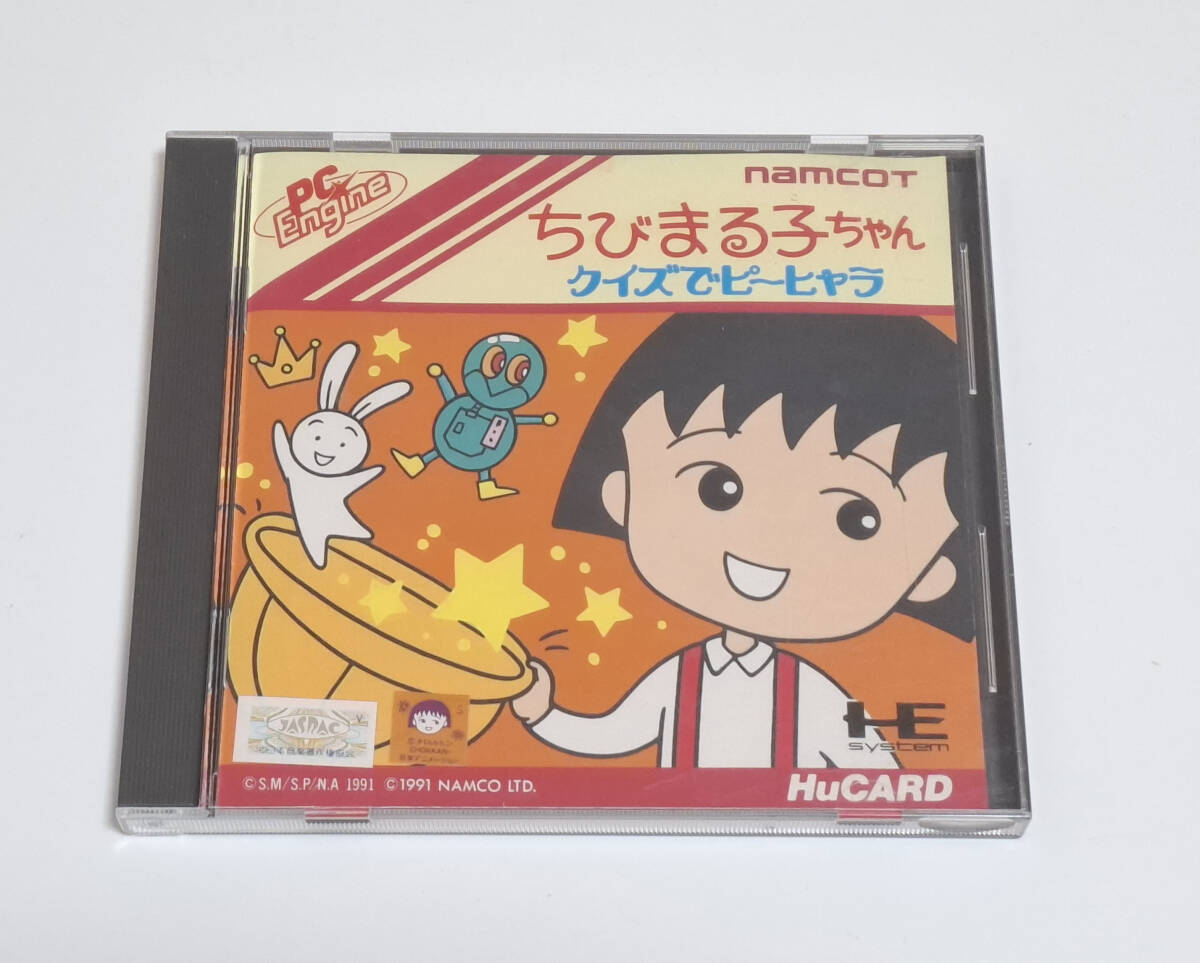 PC Engine
namcoT
ちびまる子ちゃん
クイズでピーヒャラ
JASRAC
HE
system
©S.M/S.P/N.A 1991 ©1991 NAMCO LTD.
HuCARD